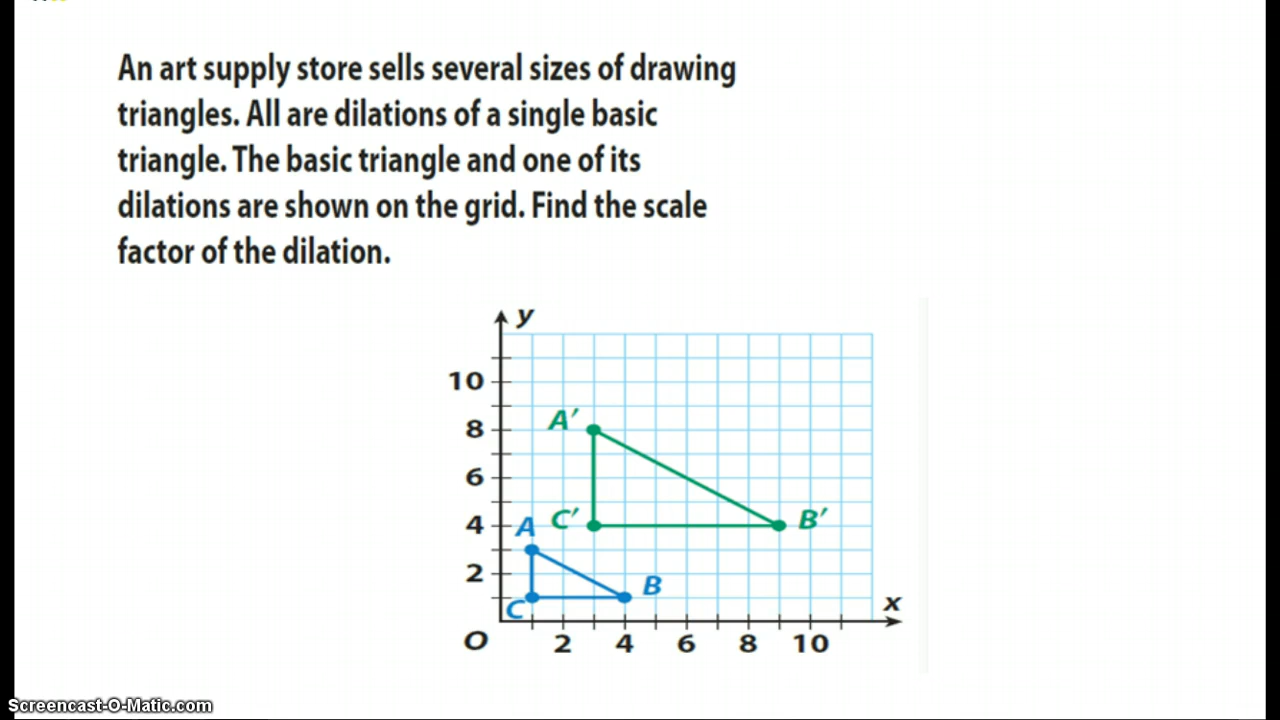 An art supply store sells several sizes of drawing
triangles. All are dilations of a single basic
triangle. The basic triangle and one of its
dilations are shown on the grid. Find the scale
factor of the dilation.
y
10
8
6
4
2
A′
C′
B′
A
B
C
x
O
2 4 6 8 10
Screencast-O-Matic.com